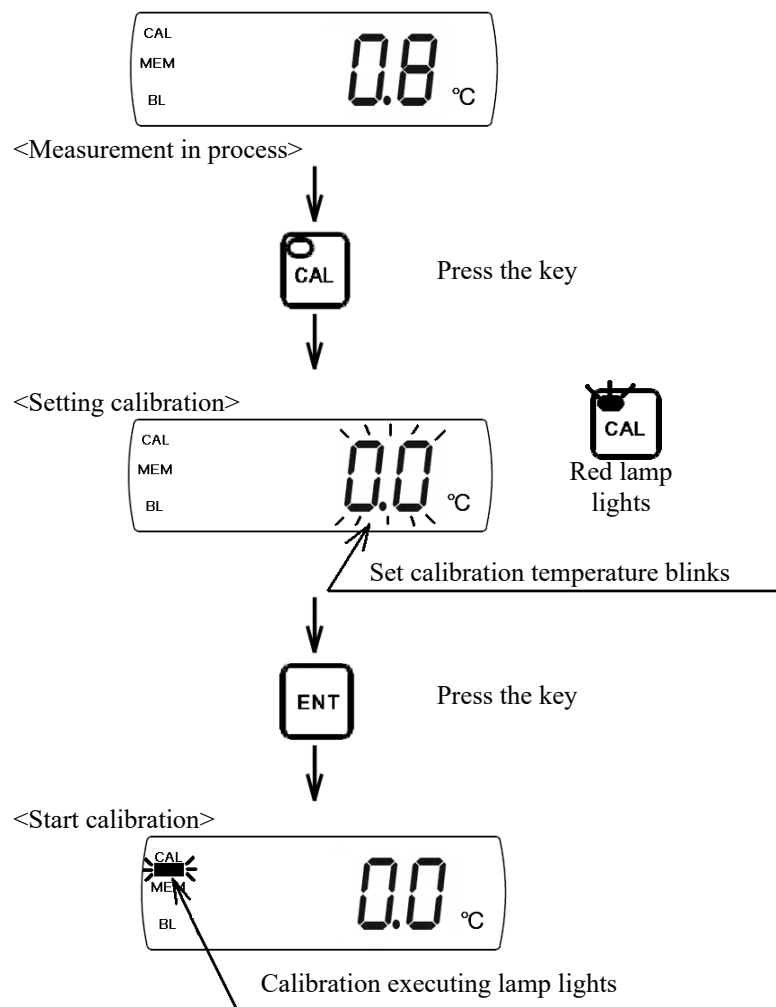 CAL
MEM
BL
0.8 °C
<Measurement in process>
CAL
Press the key
<Setting calibration>
CAL
MEM
BL
0.0 °C
CAL
Red lamp
lights
Set calibration temperature blinks
ENT
Press the key
<Start calibration>
CAL
MEM
BL
0.0 °C
Calibration executing lamp lights